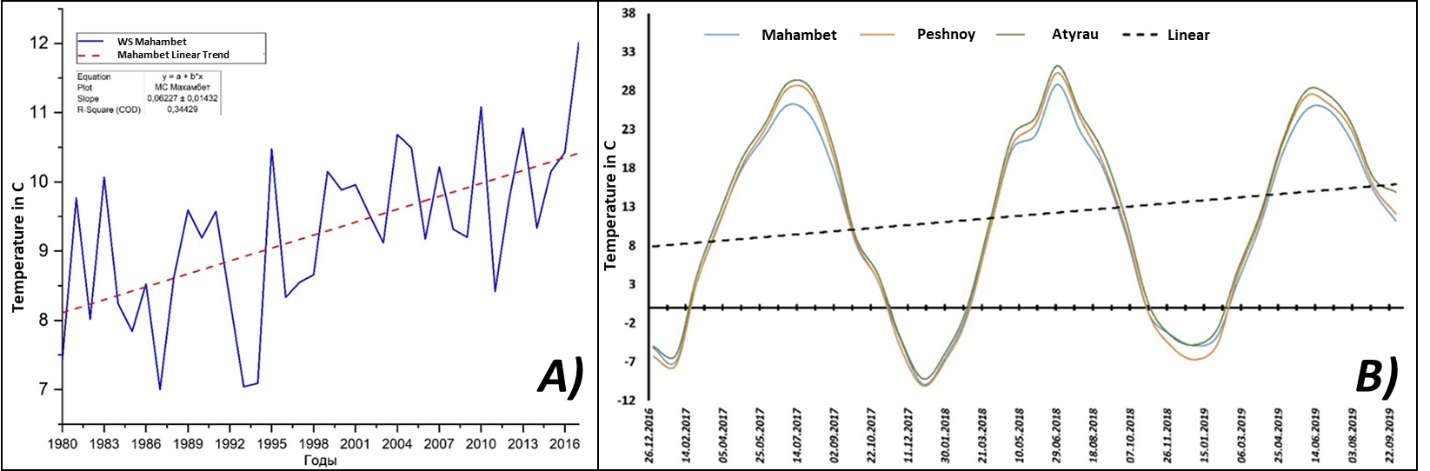 WS Mahambet
Mahambet Linear Trend
Equation y = a + b*x
Plot МС Махамбет
Slope 0,06227 ± 0,01432
R-Square (COD) 0,34429
Temperature in C
12
11
10
9
8
7
1980 1983 1986 1989 1992 1995 1998 2001 2004 2007 2010 2013 2016
Годы
A)
Mahambet Peshnoy Atyrau Linear
Temperature in C
38
33
28
23
18
13
8
3
-2
-7
-12
26.12.2016
14.02.2017
05.04.2017
25.05.2017
14.07.2017
02.09.2017
22.10.2017
11.12.2017
30.01.2018
21.03.2018
10.05.2018
29.06.2018
18.08.2018
07.10.2018
26.11.2018
15.01.2019
06.03.2019
25.04.2019
14.06.2019
03.08.2019
22.09.2019
B)